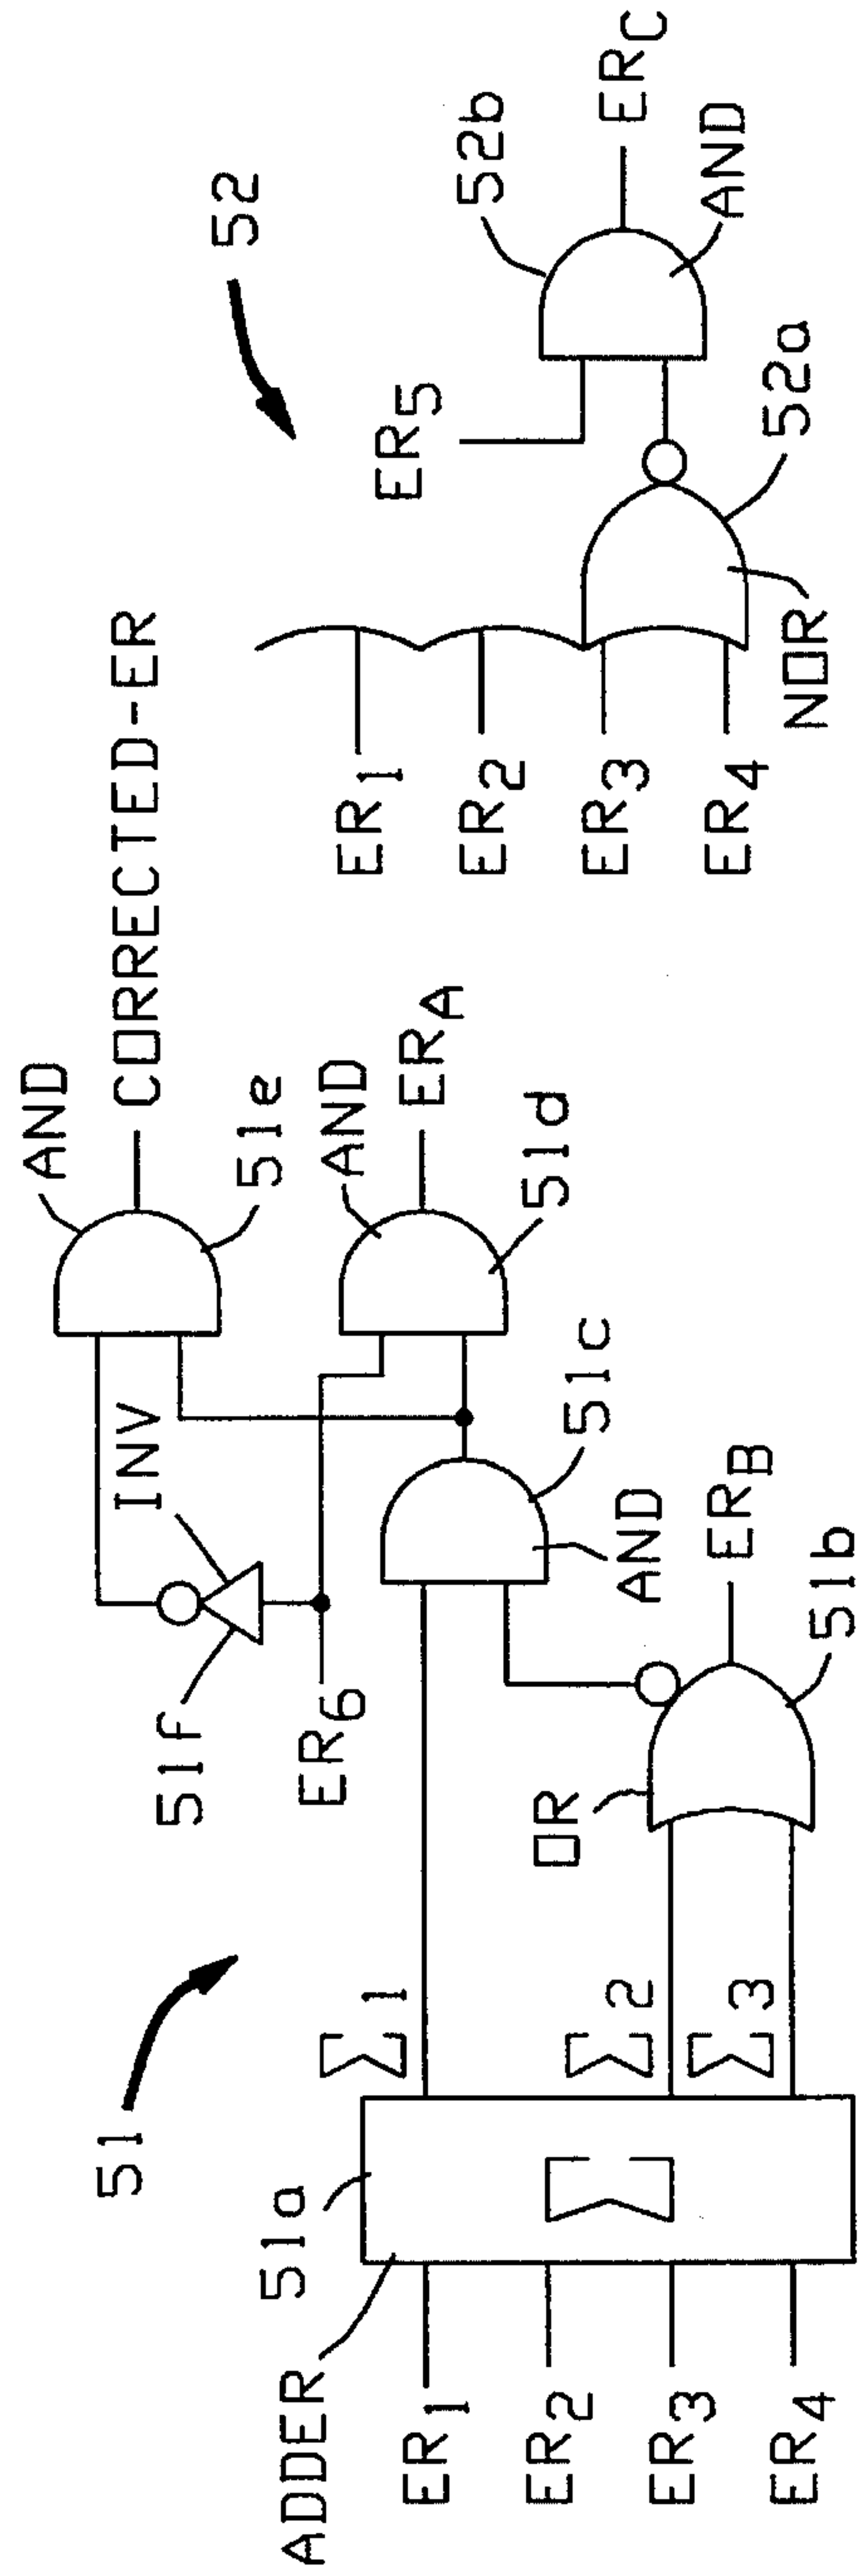 51
ADDER
51a
Σ
ER1
ER2
ER3
ER4
Σ1
Σ2
Σ3
OR
51b
ERB
51f
INV
ER6
AND
51c
AND
51e
CORRECTED-ER
AND
51d
ERA
52
ER1
ER2
ER3
ER4
NOR
52a
ER5
52b
AND
ERC